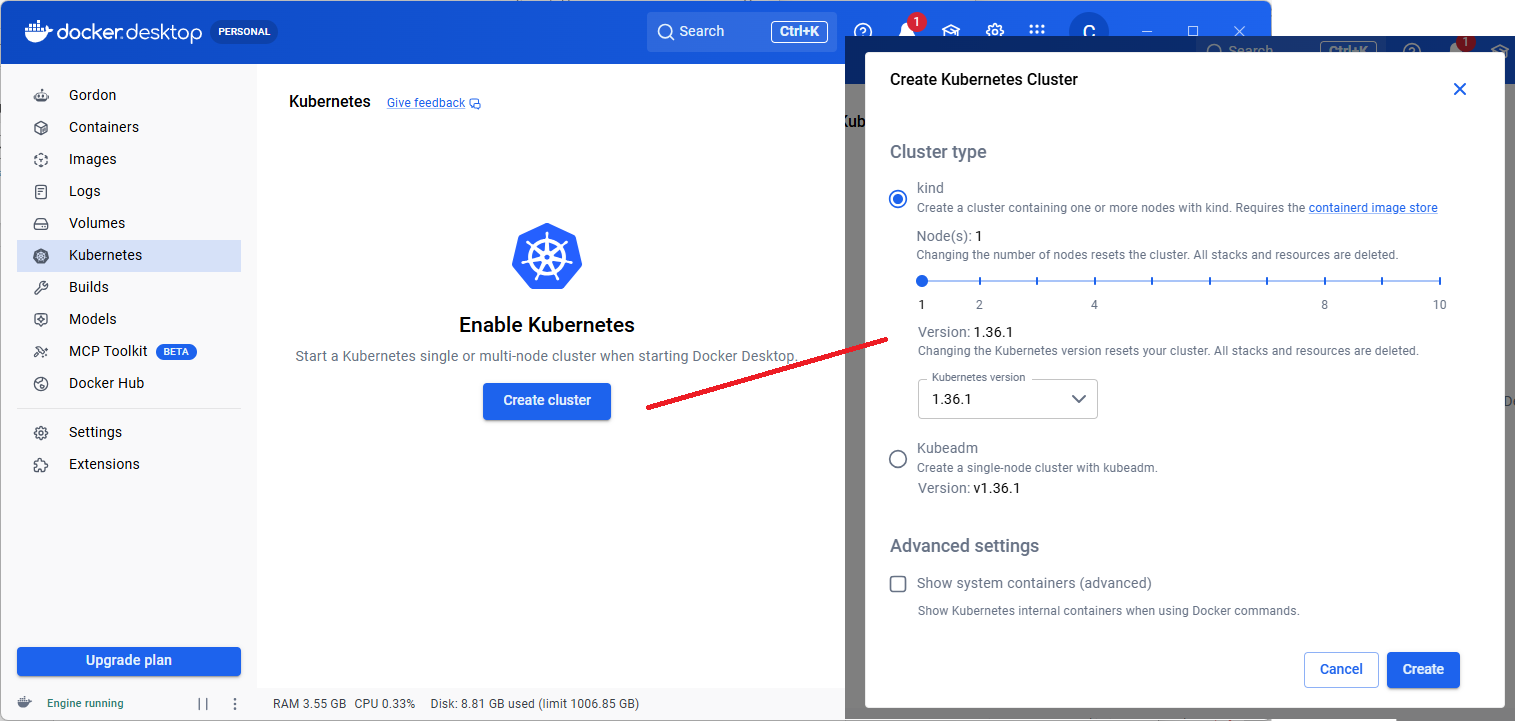 docker.desktop PERSONAL
Search Ctrl+K
1
C
Gordon
Containers
Images
Logs
Volumes
Kubernetes
Builds
Models
MCP Toolkit BETA
Docker Hub
Settings
Extensions
Upgrade plan
Engine running
Kubernetes Give feedback
Enable Kubernetes
Start a Kubernetes single or multi-node cluster when starting Docker Desktop.
Create cluster
RAM 3.55 GB CPU 0.33% Disk: 8.81 GB used (limit 1006.85 GB)
Search Ctrl+K
1
Kub
Create Kubernetes Cluster
Cluster type
kind
Create a cluster containing one or more nodes with kind. Requires the containerd image store
Node(s): 1
Changing the number of nodes resets the cluster. All stacks and resources are deleted.
1 2 4 8 10
Version: 1.36.1
Changing the Kubernetes version resets your cluster. All stacks and resources are deleted.
Kubernetes version
1.36.1
Kubeadm
Create a single-node cluster with kubeadm.
Version: v1.36.1
Advanced settings
Show system containers (advanced)
Show Kubernetes internal containers when using Docker commands.
Cancel Create